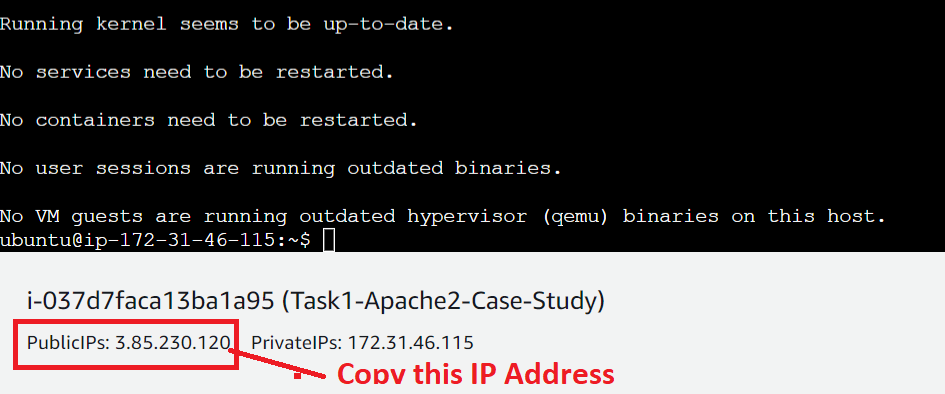 Running kernel seems to be up-to-date.
No services need to be restarted.
No containers need to be restarted.
No user sessions are running outdated binaries.
No VM guests are running outdated hypervisor (qemu) binaries on this host.
ubuntu@ip-172-31-46-115:~$
i-037d7faca13ba1a95 (Task1-Apache2-Case-Study)
PublicIPs: 3.85.230.120 PrivateIPs: 172.31.46.115
Copy this IP Address